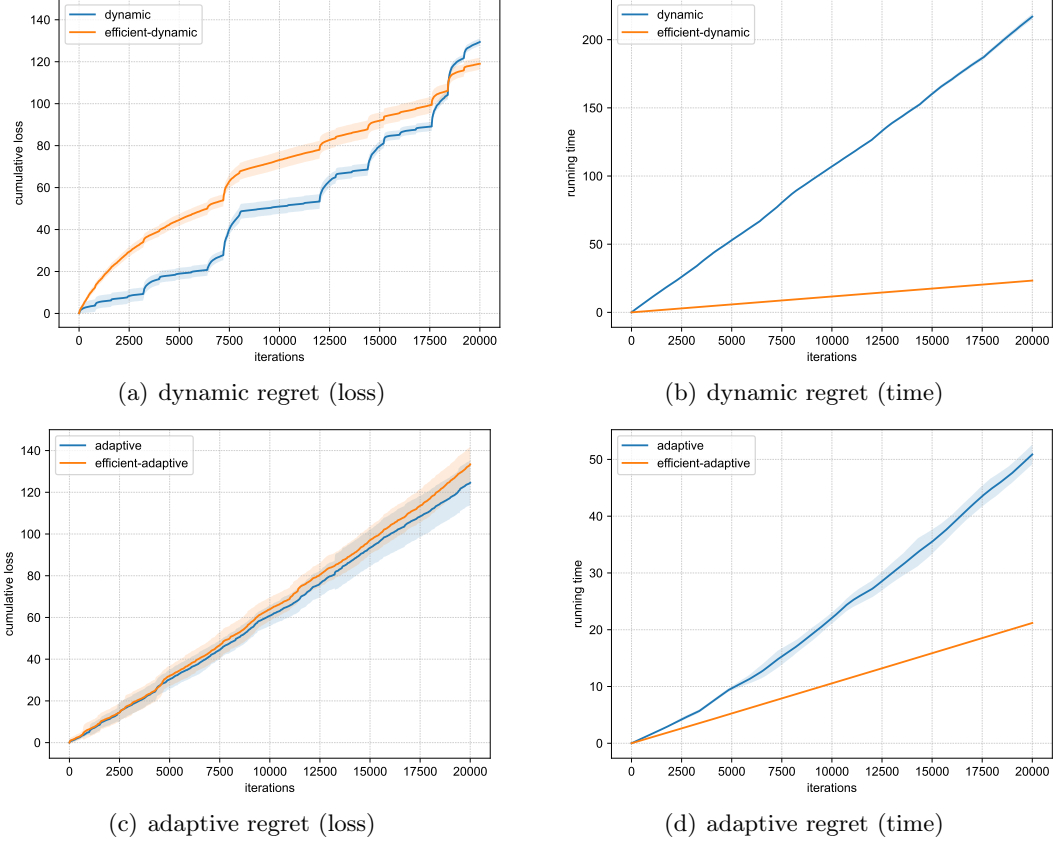 dynamic
efficient-dynamic
140
120
100
80
60
40
20
0
cumulative loss
0 2500 5000 7500 10000 12500 15000 17500 20000
iterations
(a) dynamic regret (loss)
dynamic
efficient-dynamic
200
150
100
50
0
running time
0 2500 5000 7500 10000 12500 15000 17500 20000
iterations
(b) dynamic regret (time)
adaptive
efficient-adaptive
140
120
100
80
60
40
20
0
cumulative loss
0 2500 5000 7500 10000 12500 15000 17500 20000
iterations
(c) adaptive regret (loss)
adaptive
efficient-adaptive
50
40
30
20
10
0
running time
0 2500 5000 7500 10000 12500 15000 17500 20000
iterations
(d) adaptive regret (time)